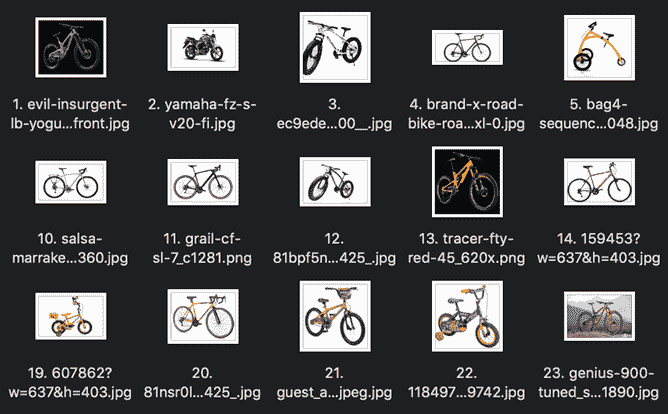 1. evil-insurgent-
lb-yogu...front.jpg
2. yamaha-fz-s-
v20-fi.jpg
3.
ec9ede...00__.jpg
4. brand-x-road-
bike-roa...xl-0.jpg
5. bag4-
sequenc...048.jpg
10. salsa-
marrake...360.jpg
11. grail-cf-
sl-7_c1281.png
12.
81bpf5n...425_.jpg
13. tracer-fty-
red-45_620x.png
14. 159453?
w=637&h=403.jpg
19. 607862?
w=637&h=403.jpg
20.
81nsr0l...425_.jpg
21.
guest_a...jpeg.jpg
22.
118497...9742.jpg
23. genius-900-
tuned_s...1890.jpg